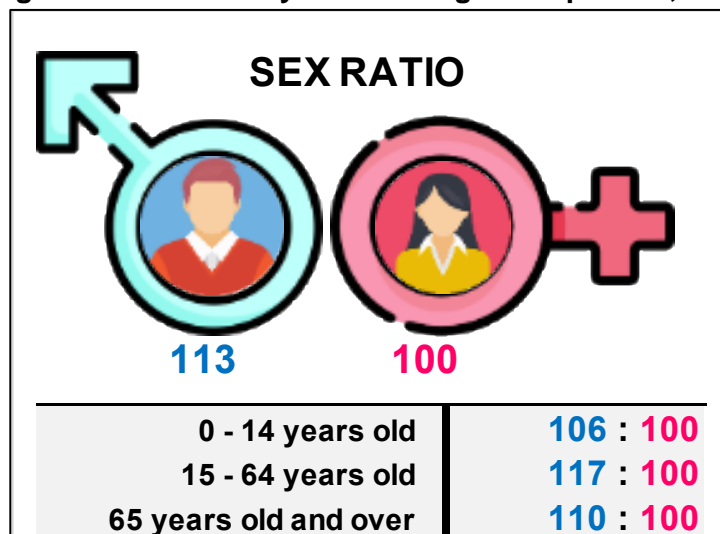 SEX RATIO
113 100
0 - 14 years old 106 : 100
15 - 64 years old 117 : 100
65 years old and over 110 : 100